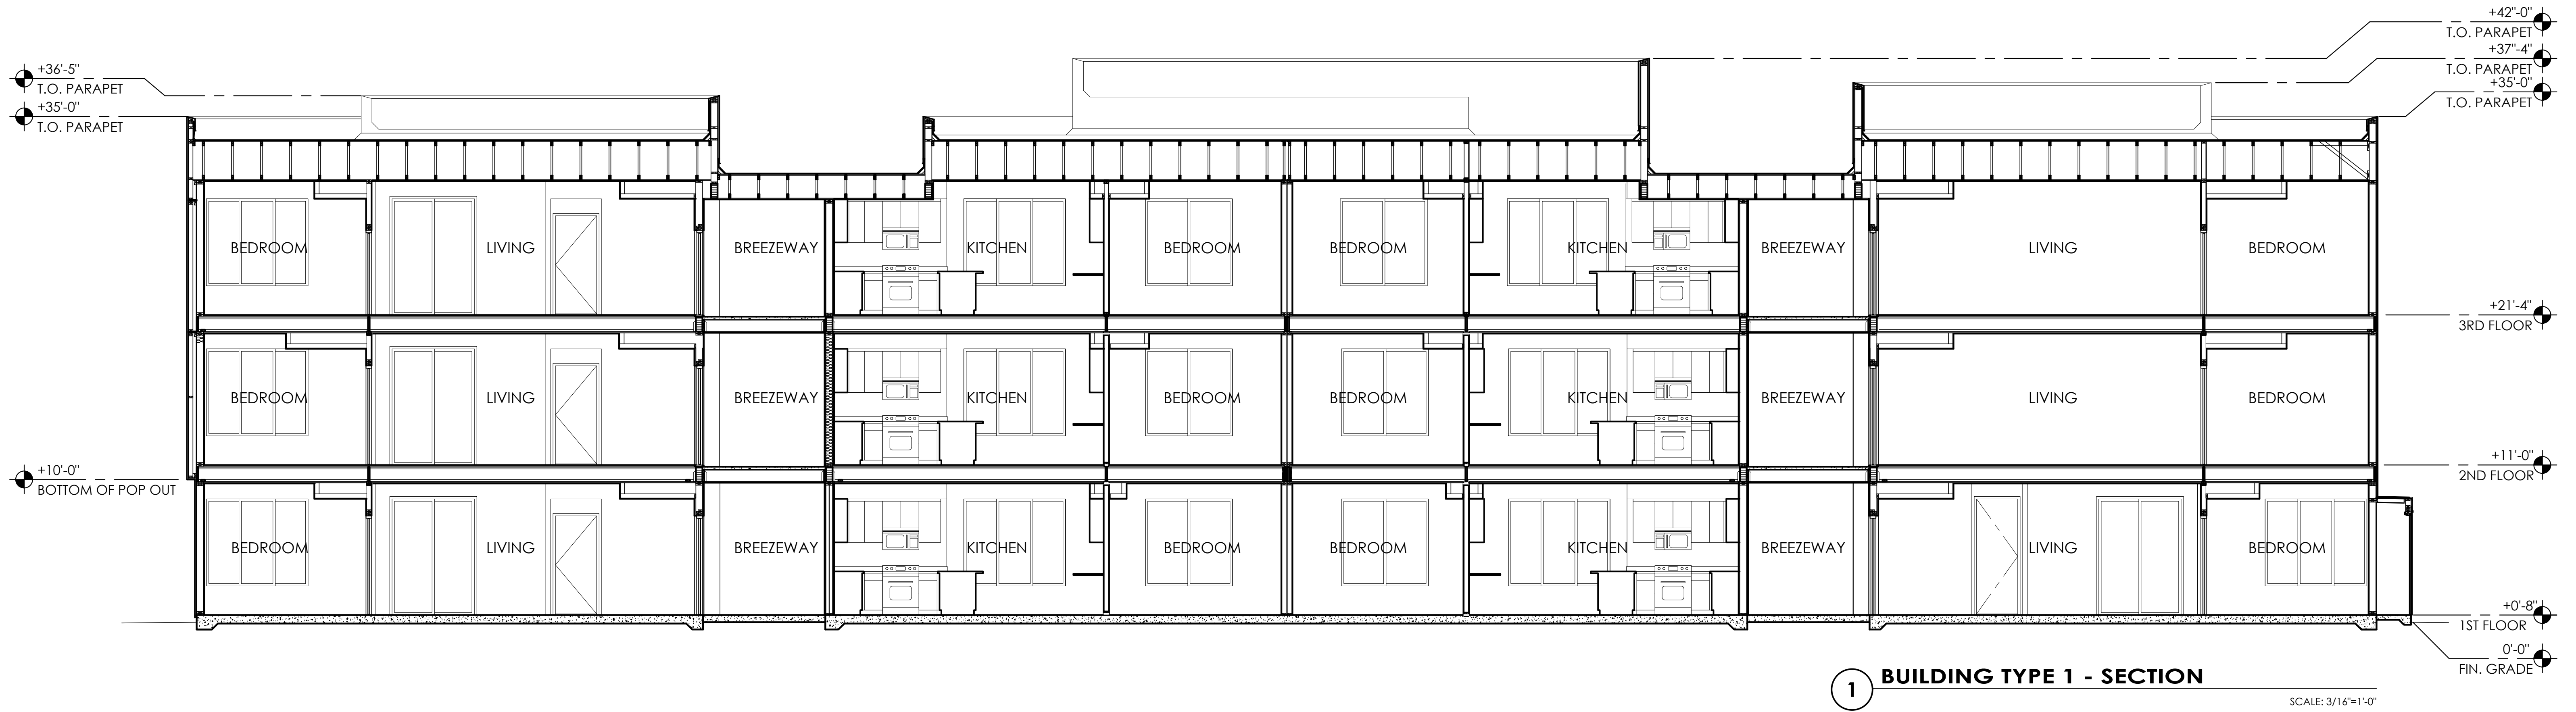 +42"-0"
T.O. PARAPET
+37"-4"
T.O. PARAPET
+35'-0"
T.O. PARAPET
+36'-5"
T.O. PARAPET
+35'-0"
T.O. PARAPET
BEDROOM LIVING BREEZEWAY KITCHEN BEDROOM BEDROOM KITCHEN BREEZEWAY LIVING BEDROOM
+21'-4"
3RD FLOOR
BEDROOM LIVING BREEZEWAY KITCHEN BEDROOM BEDROOM KITCHEN BREEZEWAY LIVING BEDROOM
+10'-0"
BOTTOM OF POP OUT
+11'-0"
2ND FLOOR
BEDROOM LIVING BREEZEWAY KITCHEN BEDROOM BEDROOM KITCHEN BREEZEWAY LIVING BEDROOM
+0'-8"
1ST FLOOR
0'-0"
FIN. GRADE
1 BUILDING TYPE 1 - SECTION
SCALE: 3/16"=1'-0"